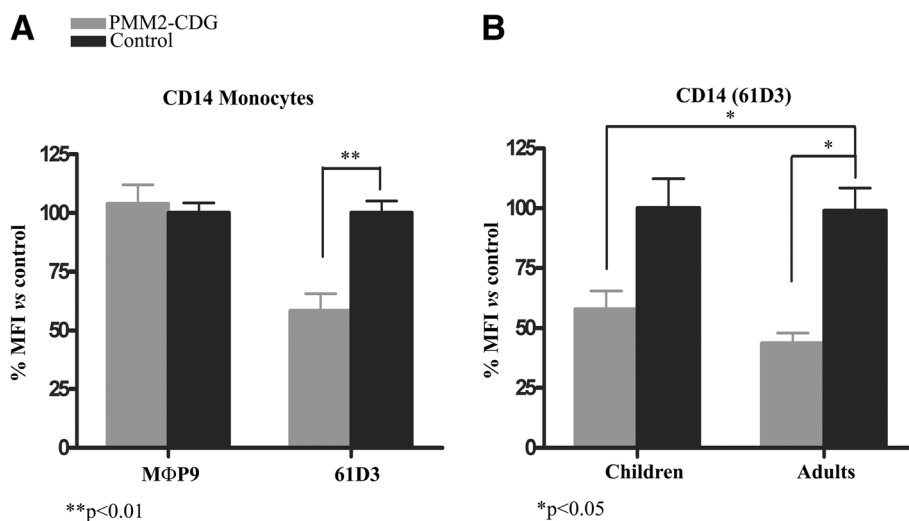 A
PMM2-CDG
Control
CD14 Monocytes
% MFI vs control
125
100
75
50
25
0
**
MΦP9
61D3
**p<0.01
B
CD14 (61D3)
% MFI vs control
125
100
75
50
25
0
*
*
Children
Adults
*p<0.05